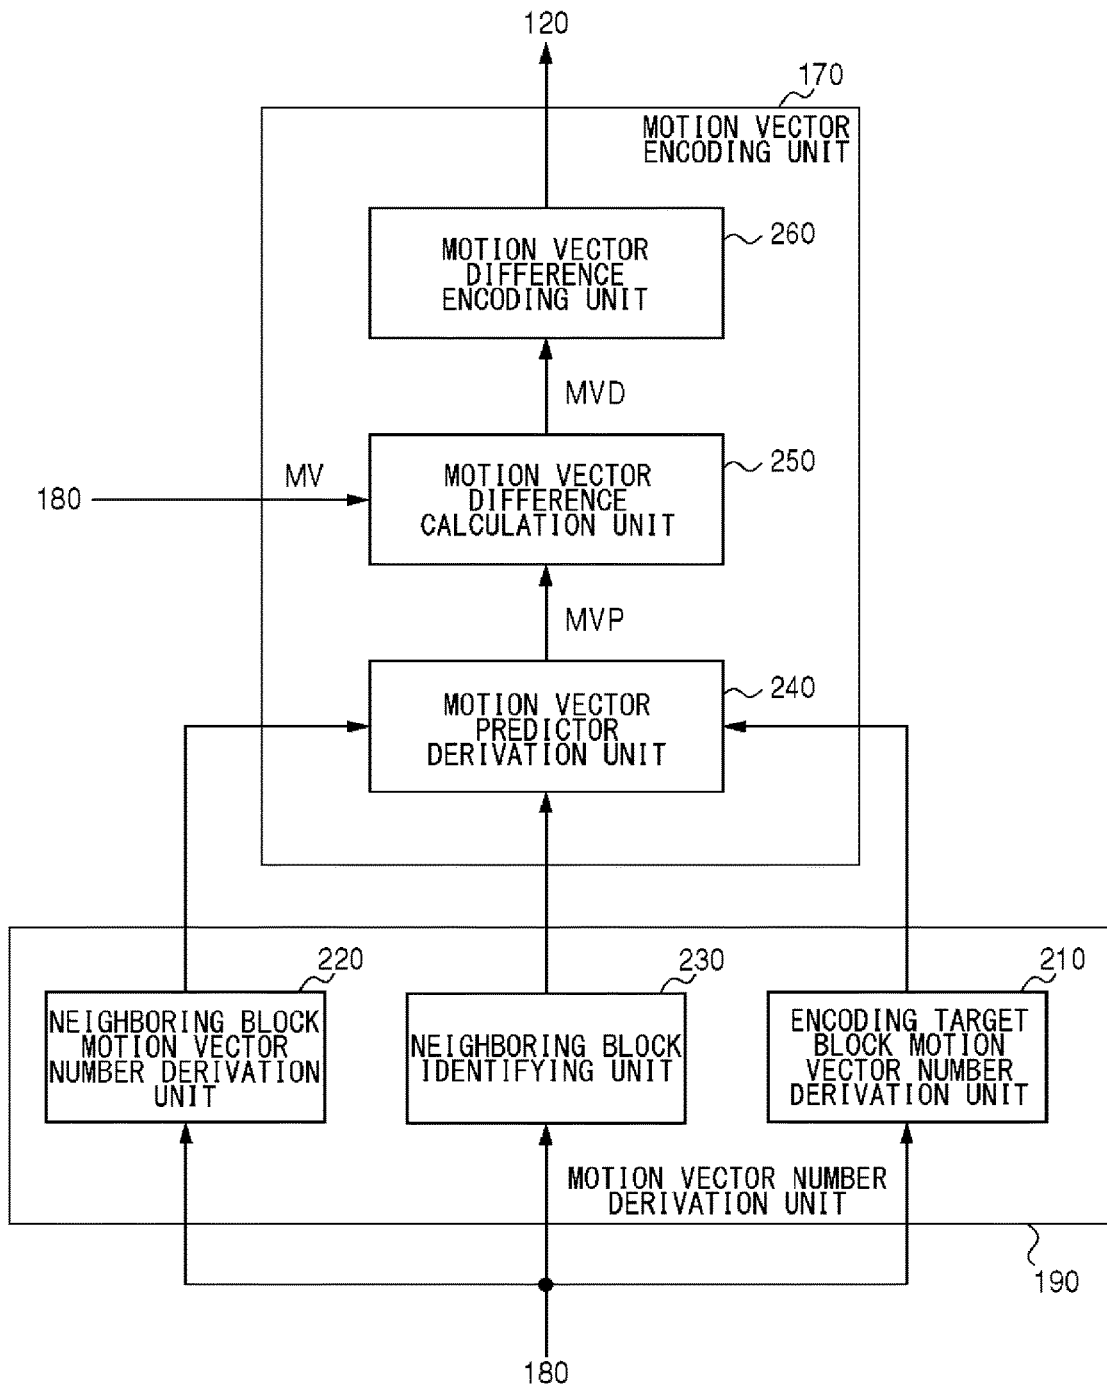 120
170
MOTION VECTOR
ENCODING UNIT
MOTION VECTOR
DIFFERENCE
ENCODING UNIT
260
MVD
MV
180
MOTION VECTOR
DIFFERENCE
CALCULATION UNIT
250
MVP
MOTION VECTOR
PREDICTOR
DERIVATION UNIT
240
220
NEIGHBORING BLOCK
MOTION VECTOR
NUMBER DERIVATION
UNIT
230
NEIGHBORING BLOCK
IDENTIFYING UNIT
210
ENCODING TARGET
BLOCK MOTION
VECTOR NUMBER
DERIVATION UNIT
MOTION VECTOR NUMBER
DERIVATION UNIT
190
180